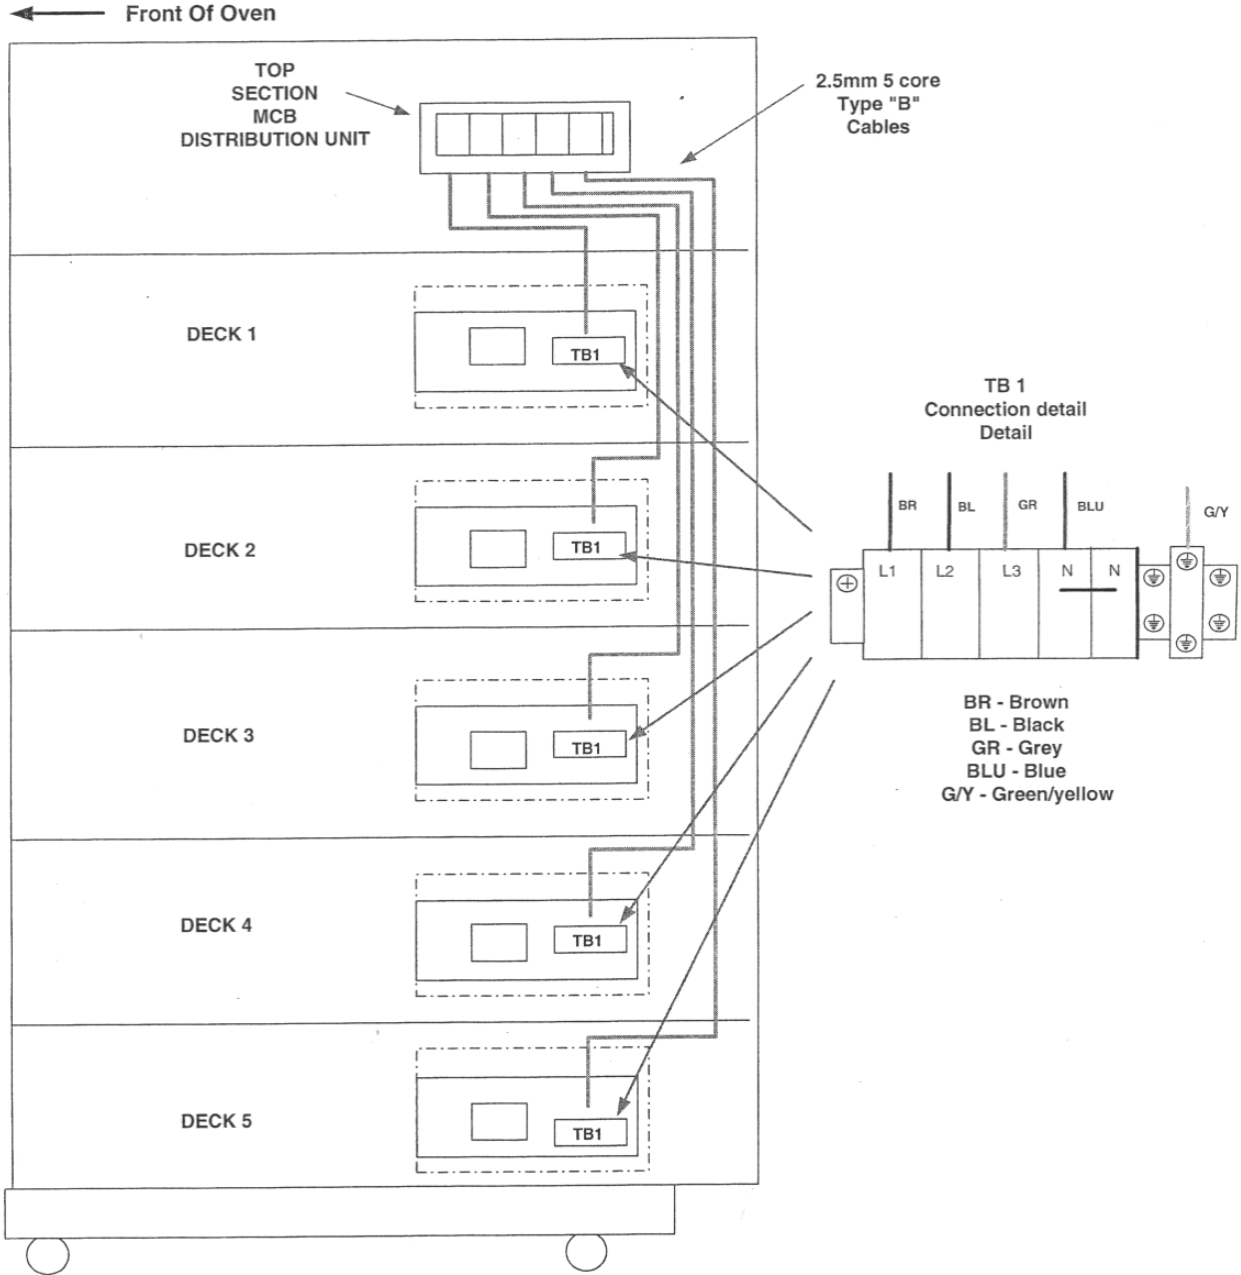 Front Of Oven
TOP
SECTION
MCB
DISTRIBUTION UNIT
2.5mm 5 core
Type "B"
Cables
DECK 1
TB1
DECK 2
TB1
DECK 3
TB1
DECK 4
TB1
DECK 5
TB1
TB 1
Connection detail
Detail
BR BL GR BLU G/Y
L1 L2 L3 N N
BR - Brown
BL - Black
GR - Grey
BLU - Blue
G/Y - Green/yellow